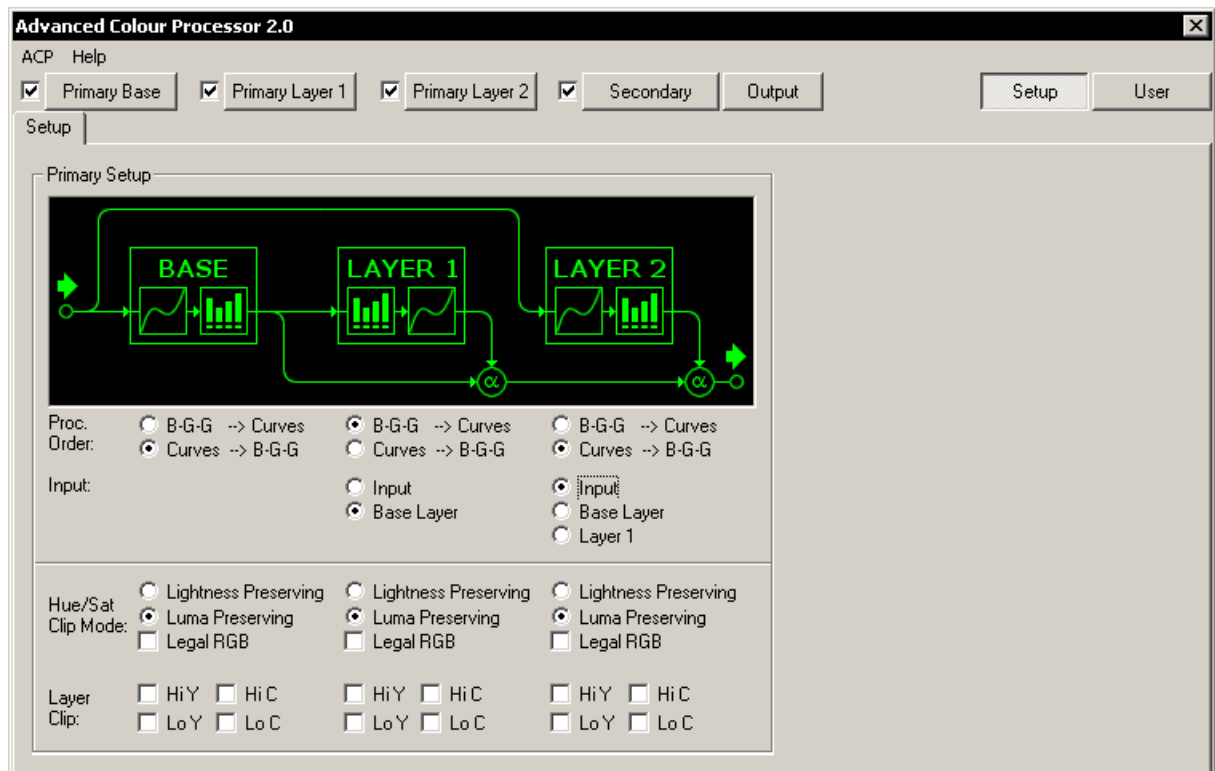 Advanced Colour Processor 2.0
ACP Help
Primary Base Primary Layer 1 Primary Layer 2 Secondary Output Setup User
Setup
Primary Setup
BASE LAYER 1 LAYER 2
α α
Proc. Order: B-G-G --> Curves B-G-G --> Curves B-G-G --> Curves
Curves --> B-G-G Curves --> B-G-G Curves --> B-G-G
Input: Input Input
Base Layer Base Layer
Layer 1
Hue/Sat Clip Mode: Lightness Preserving Lightness Preserving Lightness Preserving
Luma Preserving Luma Preserving Luma Preserving
Legal RGB Legal RGB Legal RGB
Layer Clip: Hi Y Hi C Hi Y Hi C Hi Y Hi C
Lo Y Lo C Lo Y Lo C Lo Y Lo C